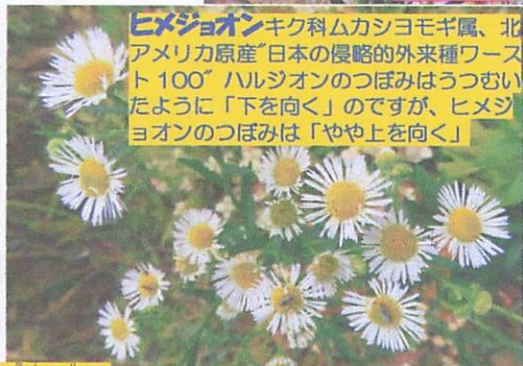 ヒメジョオンキク科ムカシヨモギ属、北
アメリカ原産"日本の侵略的外来種ワース
ト100" ハルジオンのつぼみはうつむい
たように「下を向く」のですが、ヒメジ
ョオンのつぼみは「やや上を向く」